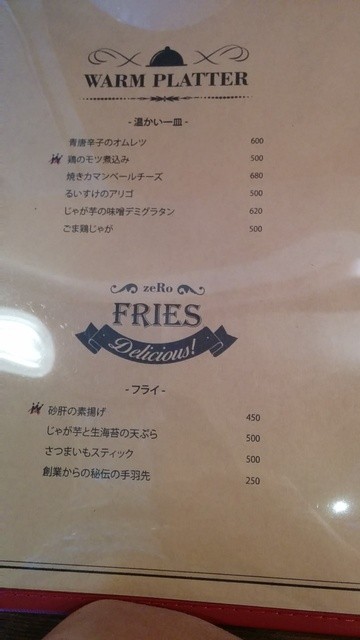 WARM PLATTER
- 温かい一皿 -
青唐辛子のオムレツ 600
鶏のモツ煮込み 500
焼きカマンベールチーズ 680
るいすけのアリゴ 500
じゃが芋の味噌デミグラタン 620
ごま鶏じゃが 500
zeRo
FRIES
Delicious!
- フライ -
砂肝の素揚げ 450
じゃが芋と生海苔の天ぷら 500
さつまいもスティック 500
創業からの秘伝の手羽先 250